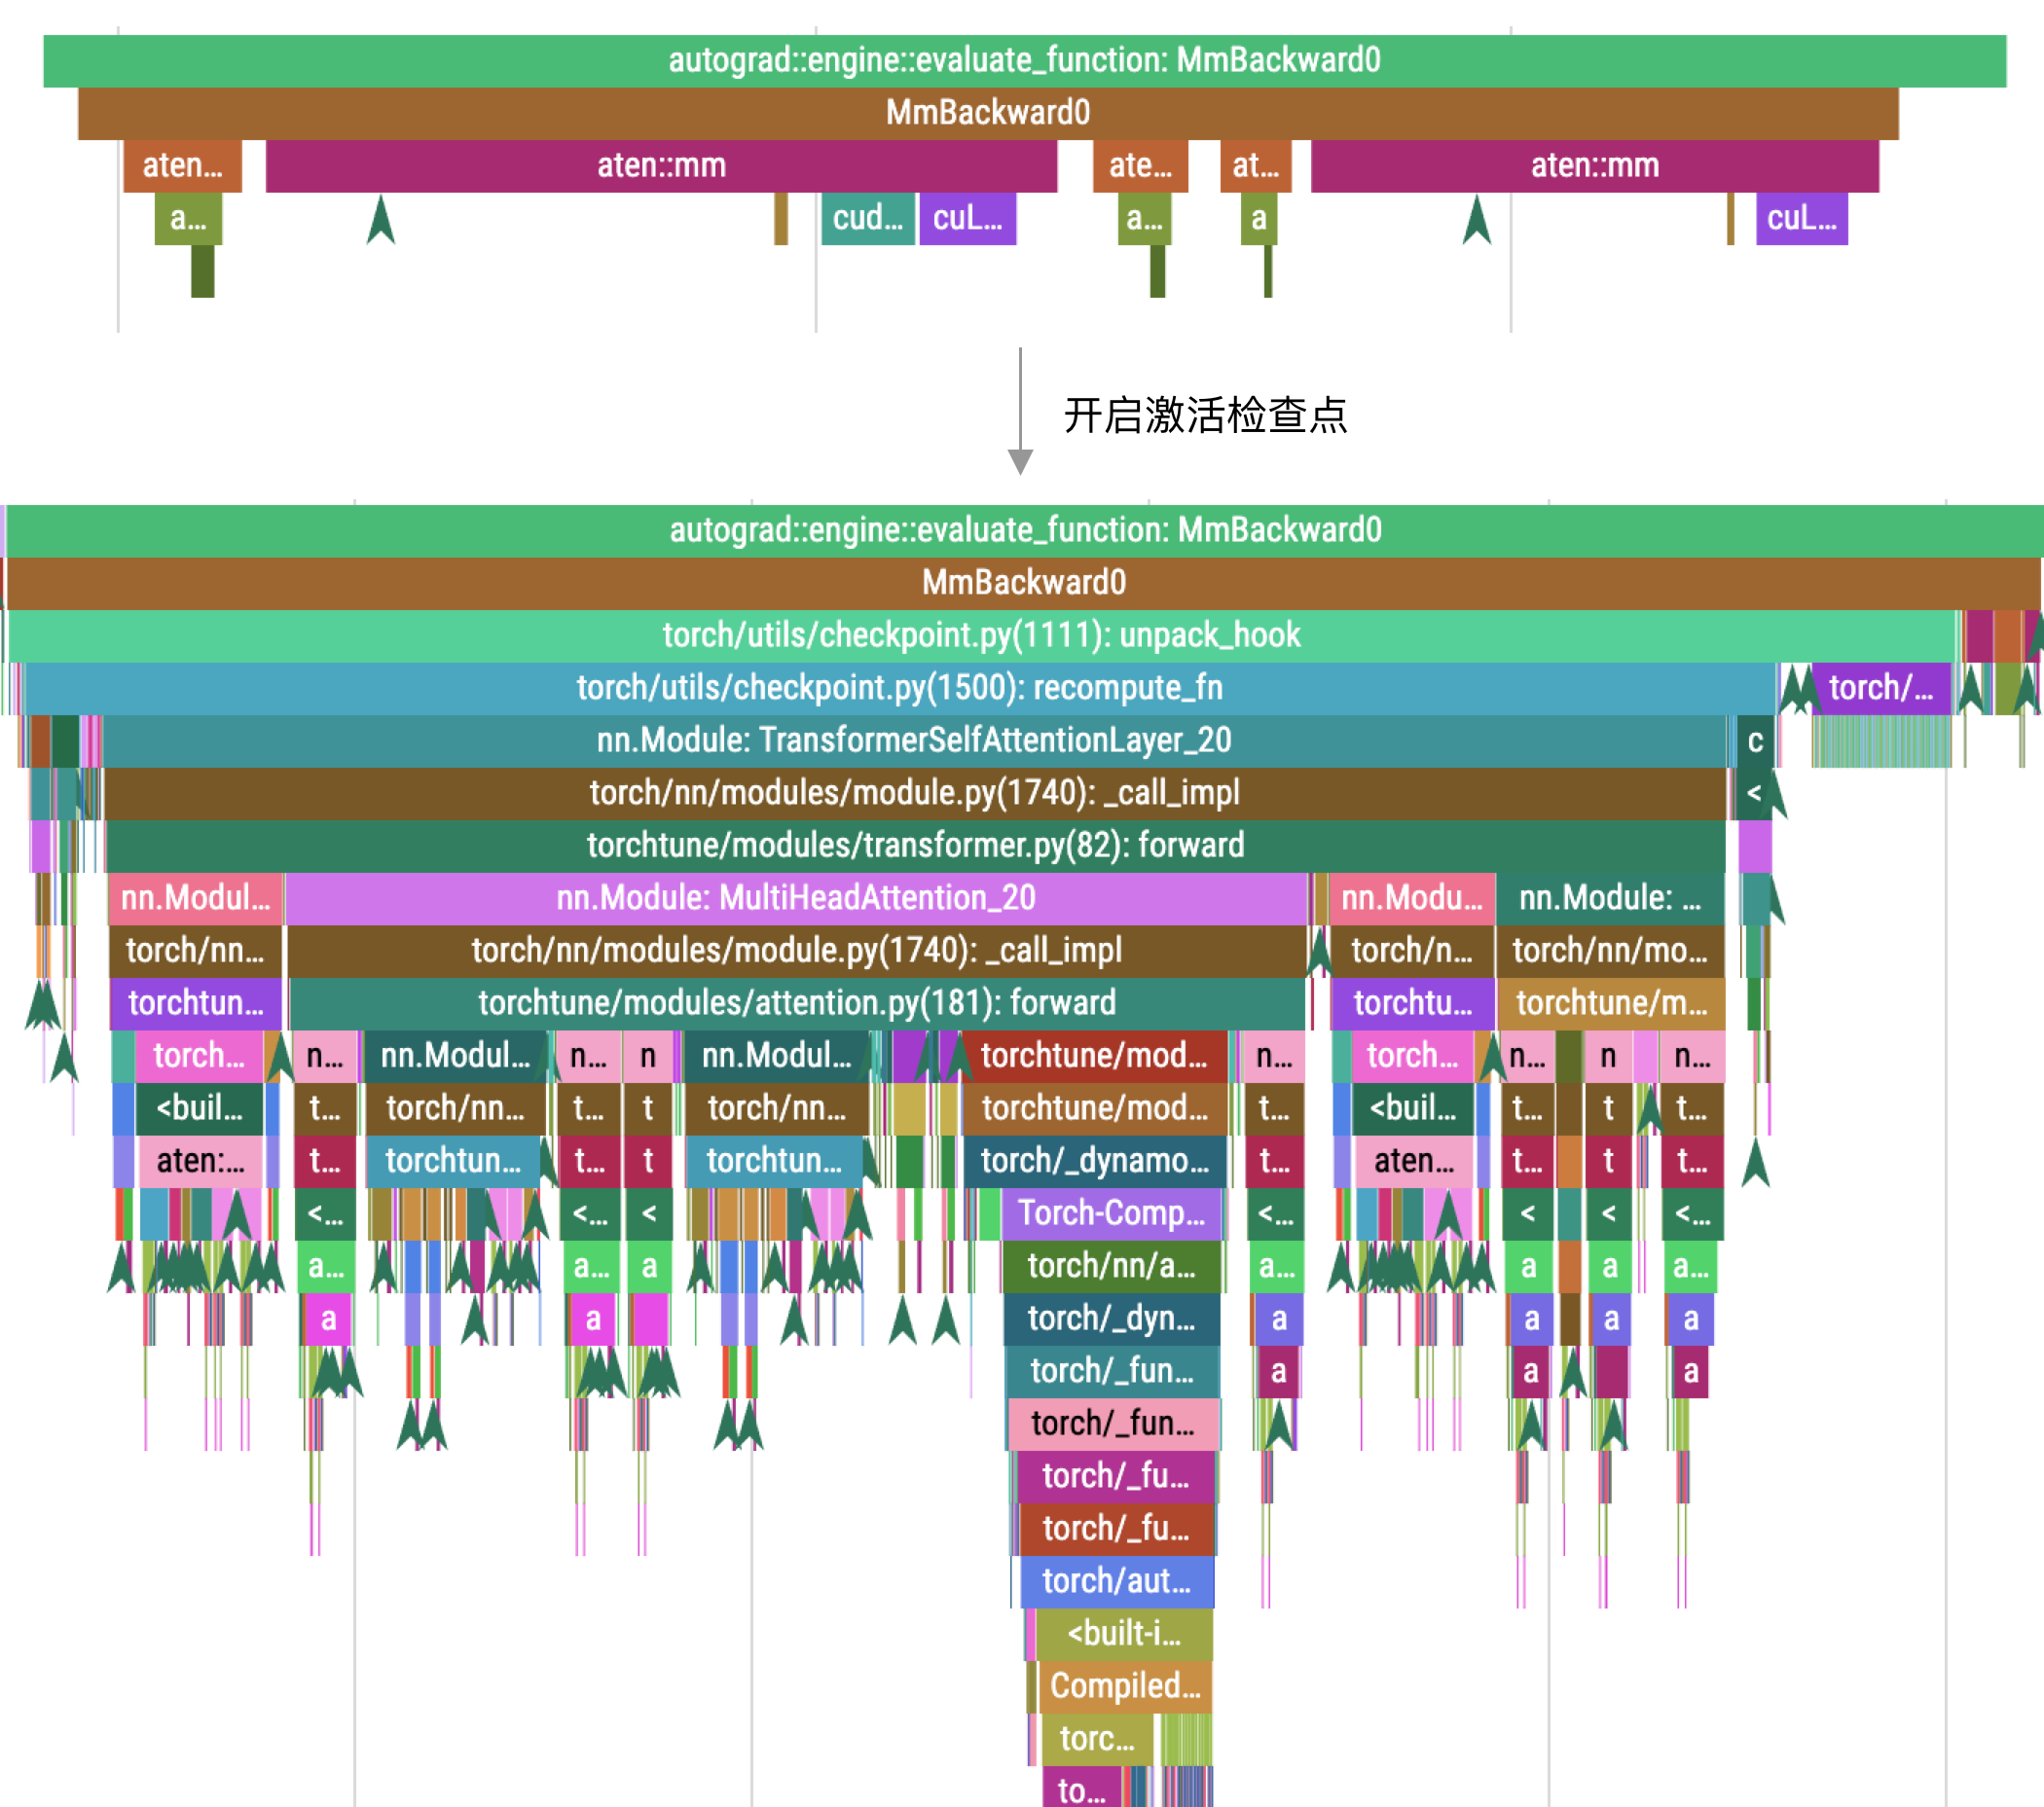 autograd::engine::evaluate_function: MmBackward0
MmBackward0
aten... aten::mm ate... at... aten::mm
a... cud... cuL... a... a cuL...
开启激活检查点
autograd::engine::evaluate_function: MmBackward0
MmBackward0
torch/utils/checkpoint.py(1111): unpack_hook
torch/utils/checkpoint.py(1500): recompute_fn torch/...
nn.Module: TransformerSelfAttentionLayer_20 c
torch/nn/modules/module.py(1740): _call_impl <
torchtune/modules/transformer.py(82): forward
nn.Modul... nn.Module: MultiHeadAttention_20 nn.Modu... nn.Module: ...
torch/nn... torch/nn/modules/module.py(1740): _call_impl torch/n... torch/nn/mo...
torchtun... torchtune/modules/attention.py(181): forward torchtu... torchtune/m...
torch... n... nn.Modul... n... n nn.Modul... torchtune/mod... n... torch... n... n n...
<buil... t... torch/nn... t... t torch/nn... torchtune/mod... t... <buil... t... t t...
aten:... t... torchtun... t... t torchtun... torch/_dynamo... t... aten... t... t t...
<... <... < Torch-Comp... <... < < <...
a... a... a torch/nn/a... a... a a a...
a a torch/_dyn... a a a a
torch/_fun... a a a
torch/_fun...
torch/_fu...
torch/_fu...
torch/aut...
<built-i...
Compiled...
torc...
to...